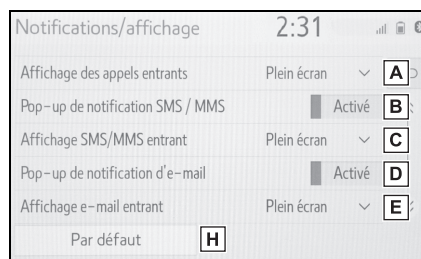 Notifications/affichage 2:31
Affichage des appels entrants Plein écran A
Pop-up de notification SMS / MMS Activé B
Affichage SMS/MMS entrant Plein écran C
Pop-up de notification d'e-mail Activé D
Affichage e-mail entrant Plein écran E
Par défaut H